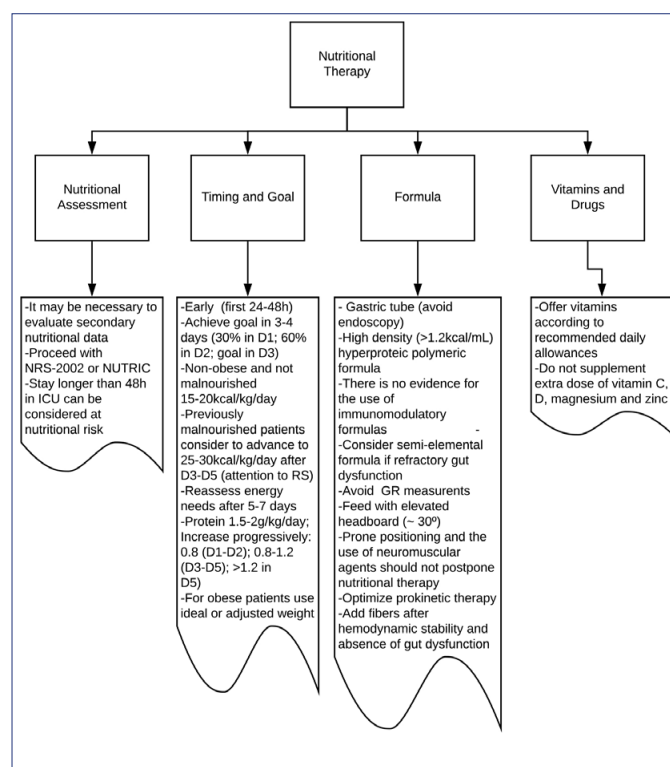 Nutritional
Therapy
Nutritional
Assessment
Timing and Goal
Formula
Vitamins and
Drugs
-It may be necessary to
evaluate secondary
nutritional data
-Proceed with
NRS-2002 or NUTRIC
-Stay longer than 48h
in ICU can be
considered at
nutritional risk
-Early (first 24-48h)
-Achieve goal in 3-4
days (30% in D1; 60%
in D2; goal in D3)
-Non-obese and not
malnourished
15-20kcal/kg/day
-Previously
malnourished patients
consider to advance to
25-30kcal/kg/day after
D3-D5 (attention to RS)
-Reassess energy
needs after 5-7 days
-Protein 1.5-2g/kg/day;
Increase progressively:
0.8 (D1-D2); 0.8-1.2
(D3-D5); >1.2 in
D5)
-For obese patients use
ideal or adjusted weight
- Gastric tube (avoid
endoscopy)
-High density (>1.2kcal/mL)
hyperproteic polymeric
formula
-There is no evidence for
the use of
immunomodulatory
formulas -
-Consider semi-elemental
formula if refractory gut
dysfunction
-Avoid GR measurents
-Feed with elevated
headboard (~ 30º)
-Prone positioning and the
use of neuromuscular
agents should not postpone
nutritional therapy
-Optimize prokinetic therapy
-Add fibers after
hemodynamic stability and
absence of gut dysfunction
-Offer vitamins
according to
recommended daily
allowances
-Do not supplement
extra dose of vitamin C,
D, magnesium and zinc